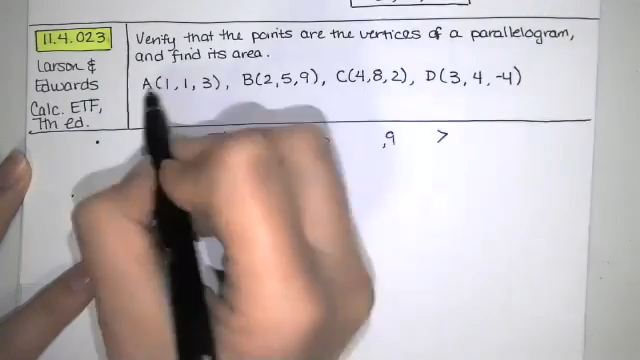 11.4.023
Larson &
Edwards
Calc. ETF,
7th ed.
Verify that the points are the vertices of a parallelogram,
and find its area.
A(1, 1, 3), B(2, 5, 9), C(4, 8, 2), D(3, 4, -4)
, 9 >